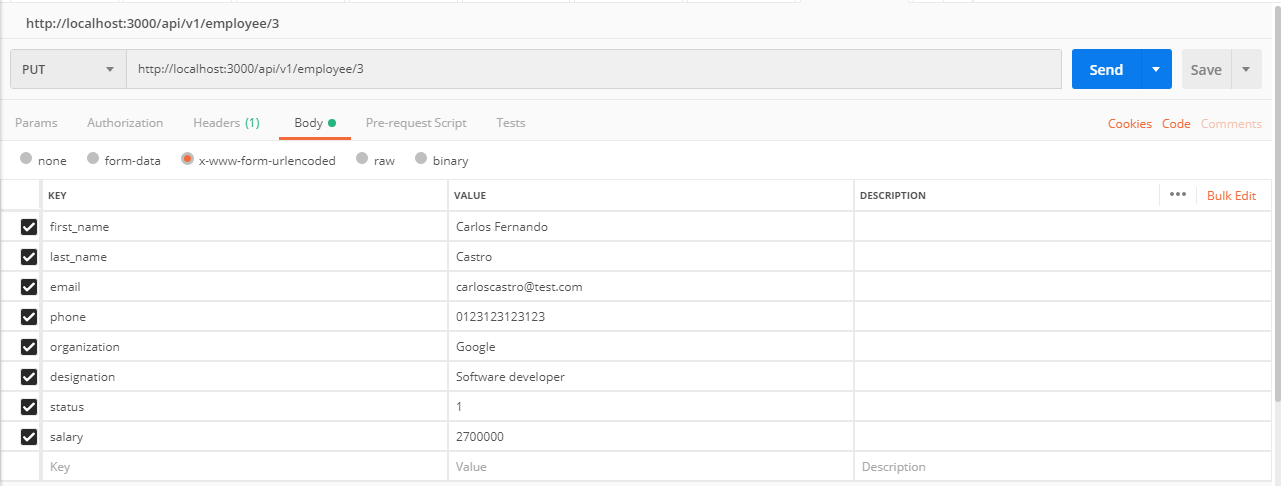 http://localhost:3000/api/v1/employee/3
PUT http://localhost:3000/api/v1/employee/3 Send Save
Params Authorization Headers (1) Body Pre-request Script Tests Cookies Code Comments
none form-data x-www-form-urlencoded raw binary
KEY VALUE DESCRIPTION ••• Bulk Edit
first_name Carlos Fernando
last_name Castro
email carloscastro@test.com
phone 0123123123123
organization Google
designation Software developer
status 1
salary 2700000
Key Value Description